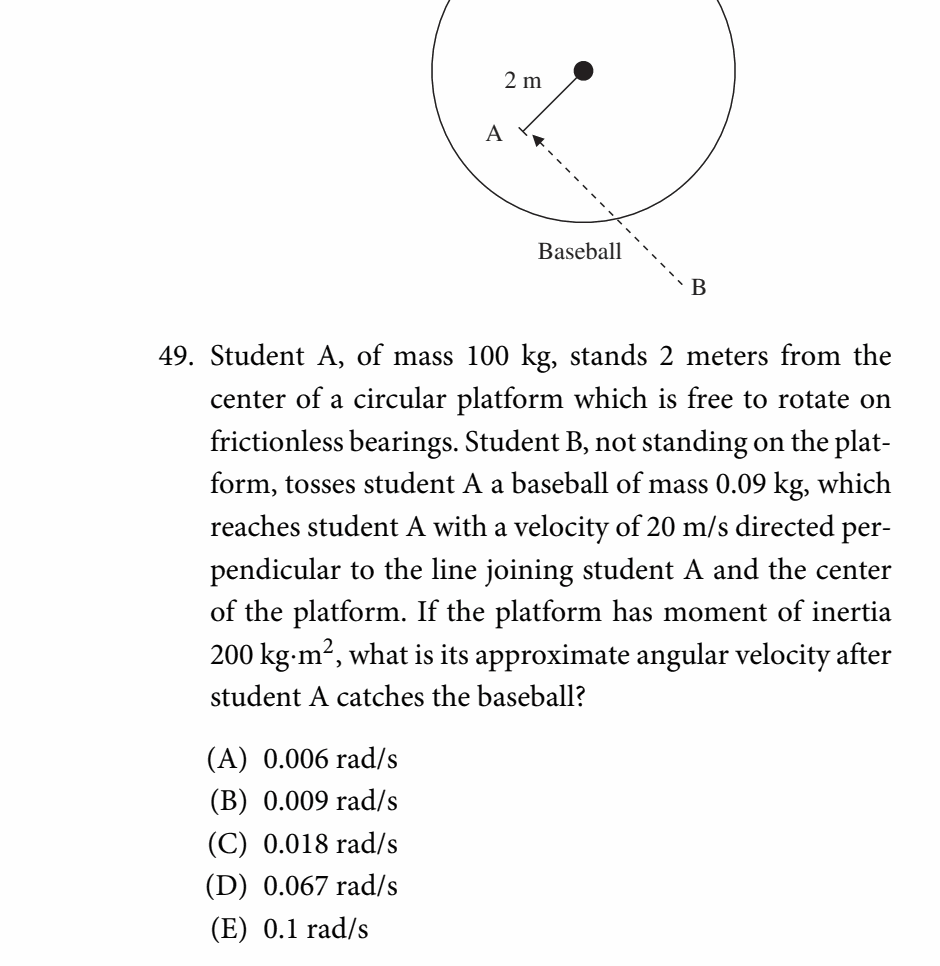 2 m
A
Baseball
B
49. Student A, of mass 100 kg, stands 2 meters from the
center of a circular platform which is free to rotate on
frictionless bearings. Student B, not standing on the plat-
form, tosses student A a baseball of mass 0.09 kg, which
reaches student A with a velocity of 20 m/s directed per-
pendicular to the line joining student A and the center
of the platform. If the platform has moment of inertia
200 kg·m², what is its approximate angular velocity after
student A catches the baseball?
(A) 0.006 rad/s
(B) 0.009 rad/s
(C) 0.018 rad/s
(D) 0.067 rad/s
(E) 0.1 rad/s